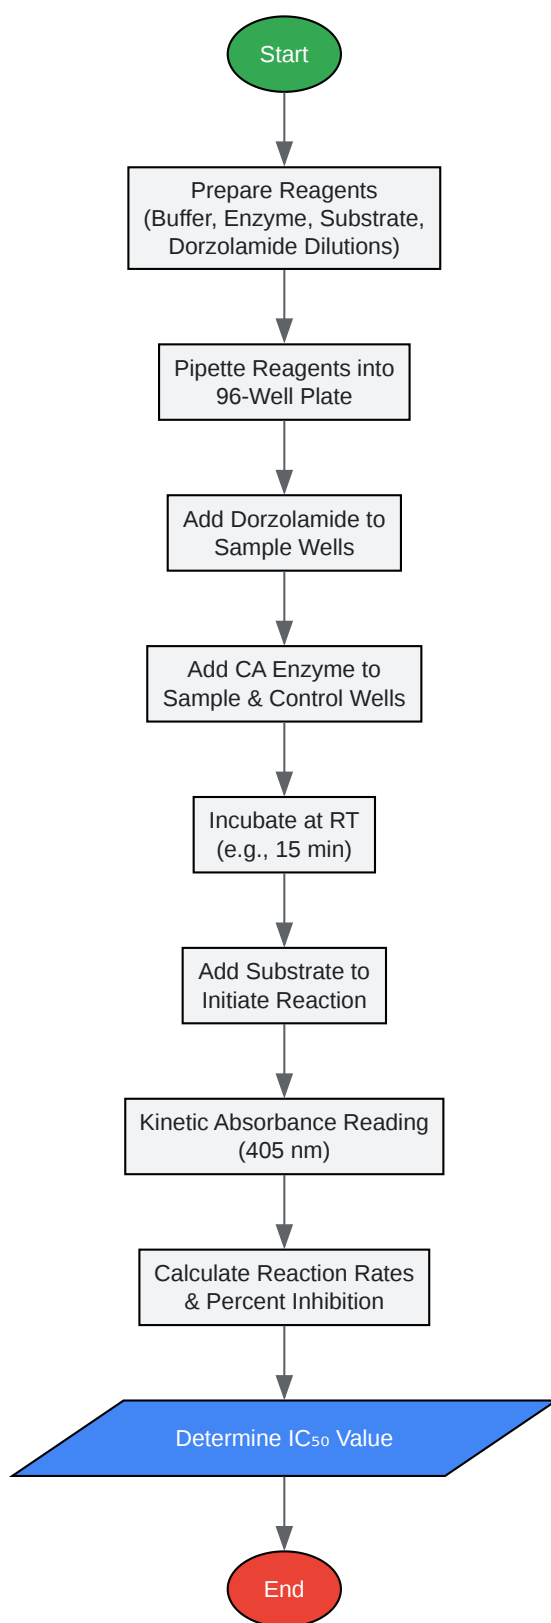 Start
Prepare Reagents
(Buffer, Enzyme, Substrate,
Dorzolamide Dilutions)
Pipette Reagents into
96-Well Plate
Add Dorzolamide to
Sample Wells
Add CA Enzyme to
Sample & Control Wells
Incubate at RT
(e.g., 15 min)
Add Substrate to
Initiate Reaction
Kinetic Absorbance Reading
(405 nm)
Calculate Reaction Rates
& Percent Inhibition
Determine IC₅₀ Value
End